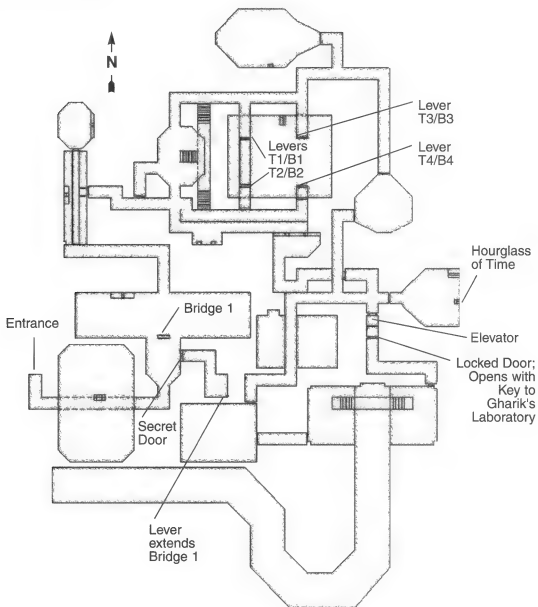 N
Lever
T3/B3
Levers
T1/B1
T2/B2
Lever
T4/B4
Hourglass
of Time
Bridge 1
Entrance
Elevator
Locked Door;
Opens with
Key to
Gharik's
Laboratory
Secret
Door
Lever
extends
Bridge 1